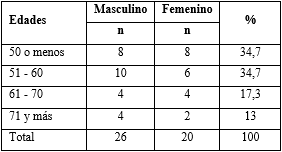 Edades Masculino Femenino %
n n
50 o menos 8 8 34,7
51 - 60 10 6 34,7
61 - 70 4 4 17,3
71 y más 4 2 13
Total 26 20 100